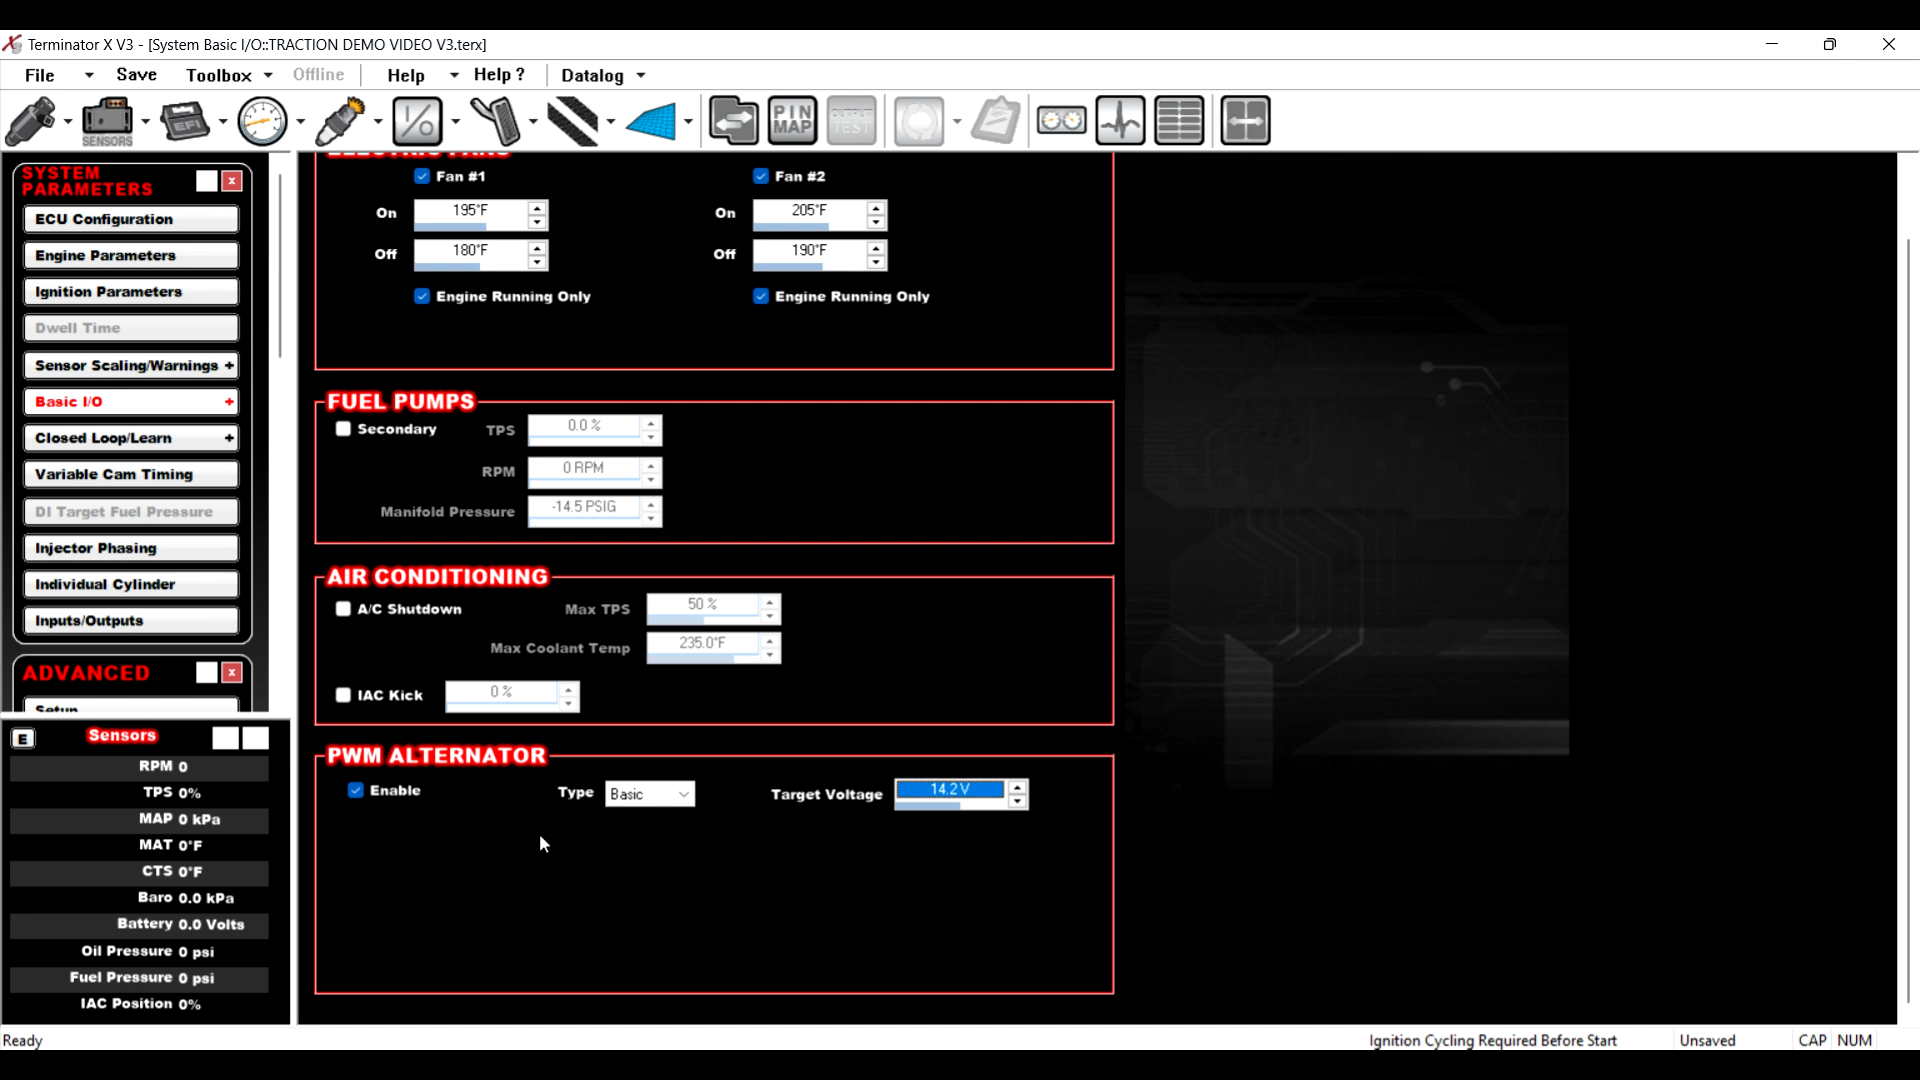 Terminator X V3 - [System Basic I/O::TRACTION DEMO VIDEO V3.terx]
File Save Toolbox Offline Help Help ? Datalog
SENSORS EFI I/O PIN MAP OUTPUT TEST
SYSTEM
PARAMETERS
ECU Configuration
Engine Parameters
Ignition Parameters
Dwell Time
Sensor Scaling/Warnings +
Basic I/O +
Closed Loop/Learn +
Variable Cam Timing
DI Target Fuel Pressure
Injector Phasing
Individual Cylinder
Inputs/Outputs
ADVANCED
Setup
E Sensors
RPM 0
TPS 0%
MAP 0 kPa
MAT 0°F
CTS 0°F
Baro 0.0 kPa
Battery 0.0 Volts
Oil Pressure 0 psi
Fuel Pressure 0 psi
IAC Position 0%
ELECTRIC FANS
Fan #1 Fan #2
On 195°F On 205°F
Off 180°F Off 190°F
Engine Running Only Engine Running Only
FUEL PUMPS
Secondary TPS 0.0 %
RPM 0 RPM
Manifold Pressure -14.5 PSIG
AIR CONDITIONING
A/C Shutdown Max TPS 50 %
Max Coolant Temp 235.0°F
IAC Kick 0 %
PWM ALTERNATOR
Enable Type Basic Target Voltage 14.2 V
Ready Ignition Cycling Required Before Start Unsaved CAP NUM